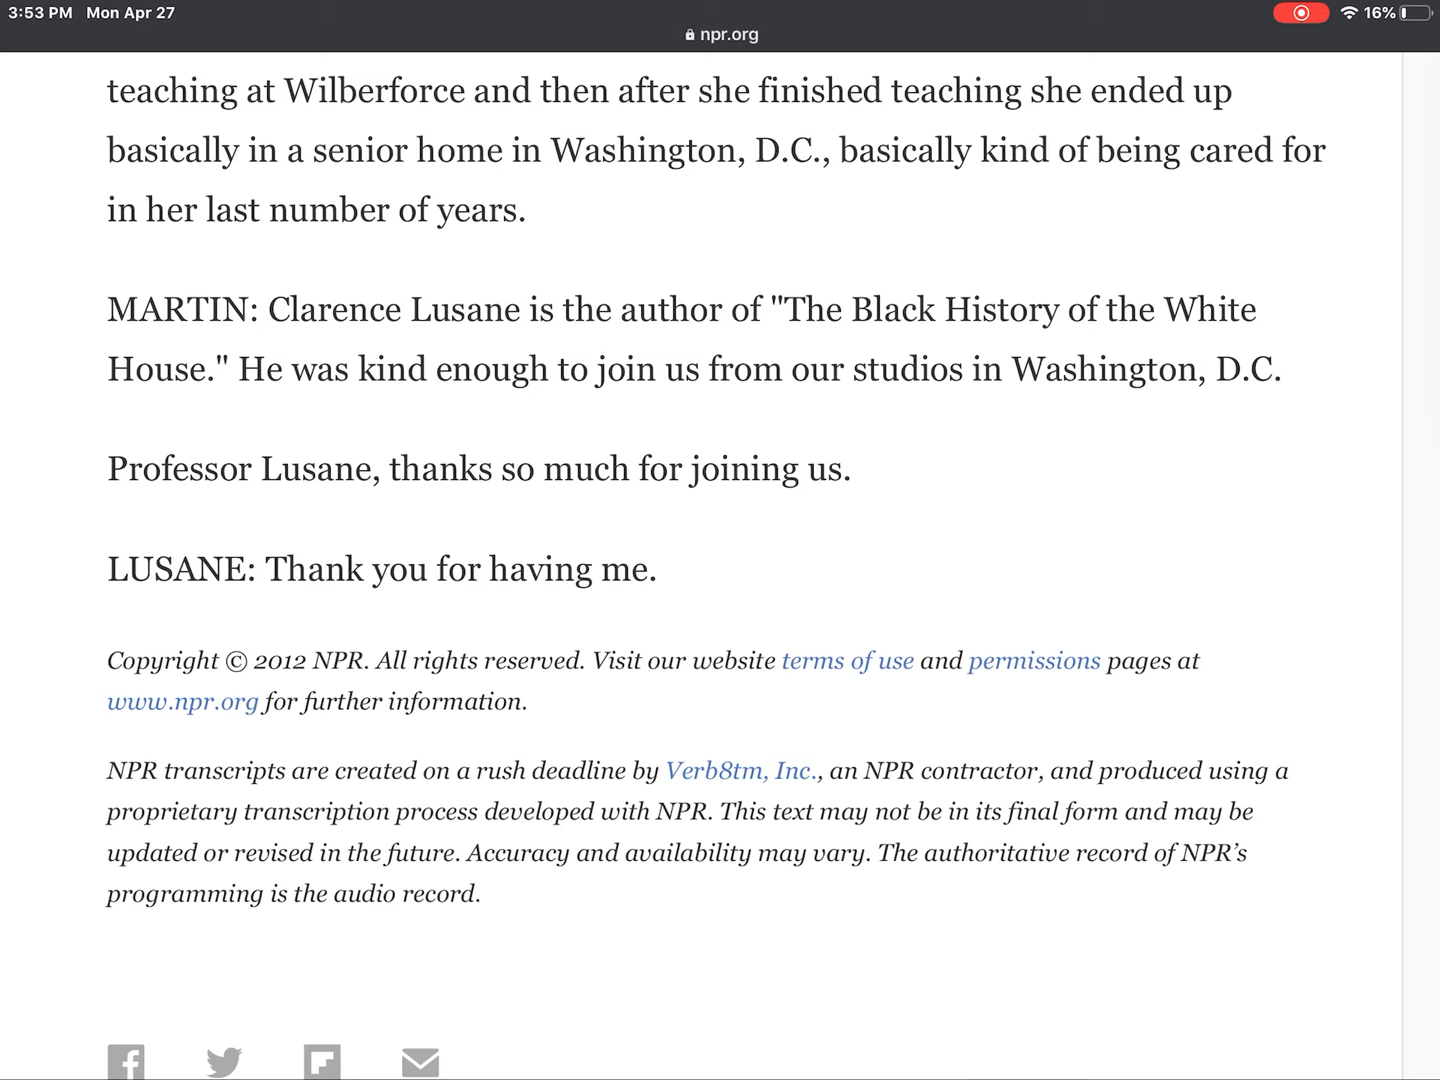 3:53 PM Mon Apr 27
16%
npr.org
teaching at Wilberforce and then after she finished teaching she ended up
basically in a senior home in Washington, D.C., basically kind of being cared for
in her last number of years.
MARTIN: Clarence Lusane is the author of "The Black History of the White
House." He was kind enough to join us from our studios in Washington, D.C.
Professor Lusane, thanks so much for joining us.
LUSANE: Thank you for having me.
Copyright © 2012 NPR. All rights reserved. Visit our website terms of use and permissions pages at
www.npr.org for further information.
NPR transcripts are created on a rush deadline by Verb8tm, Inc., an NPR contractor, and produced using a
proprietary transcription process developed with NPR. This text may not be in its final form and may be
updated or revised in the future. Accuracy and availability may vary. The authoritative record of NPR’s
programming is the audio record.